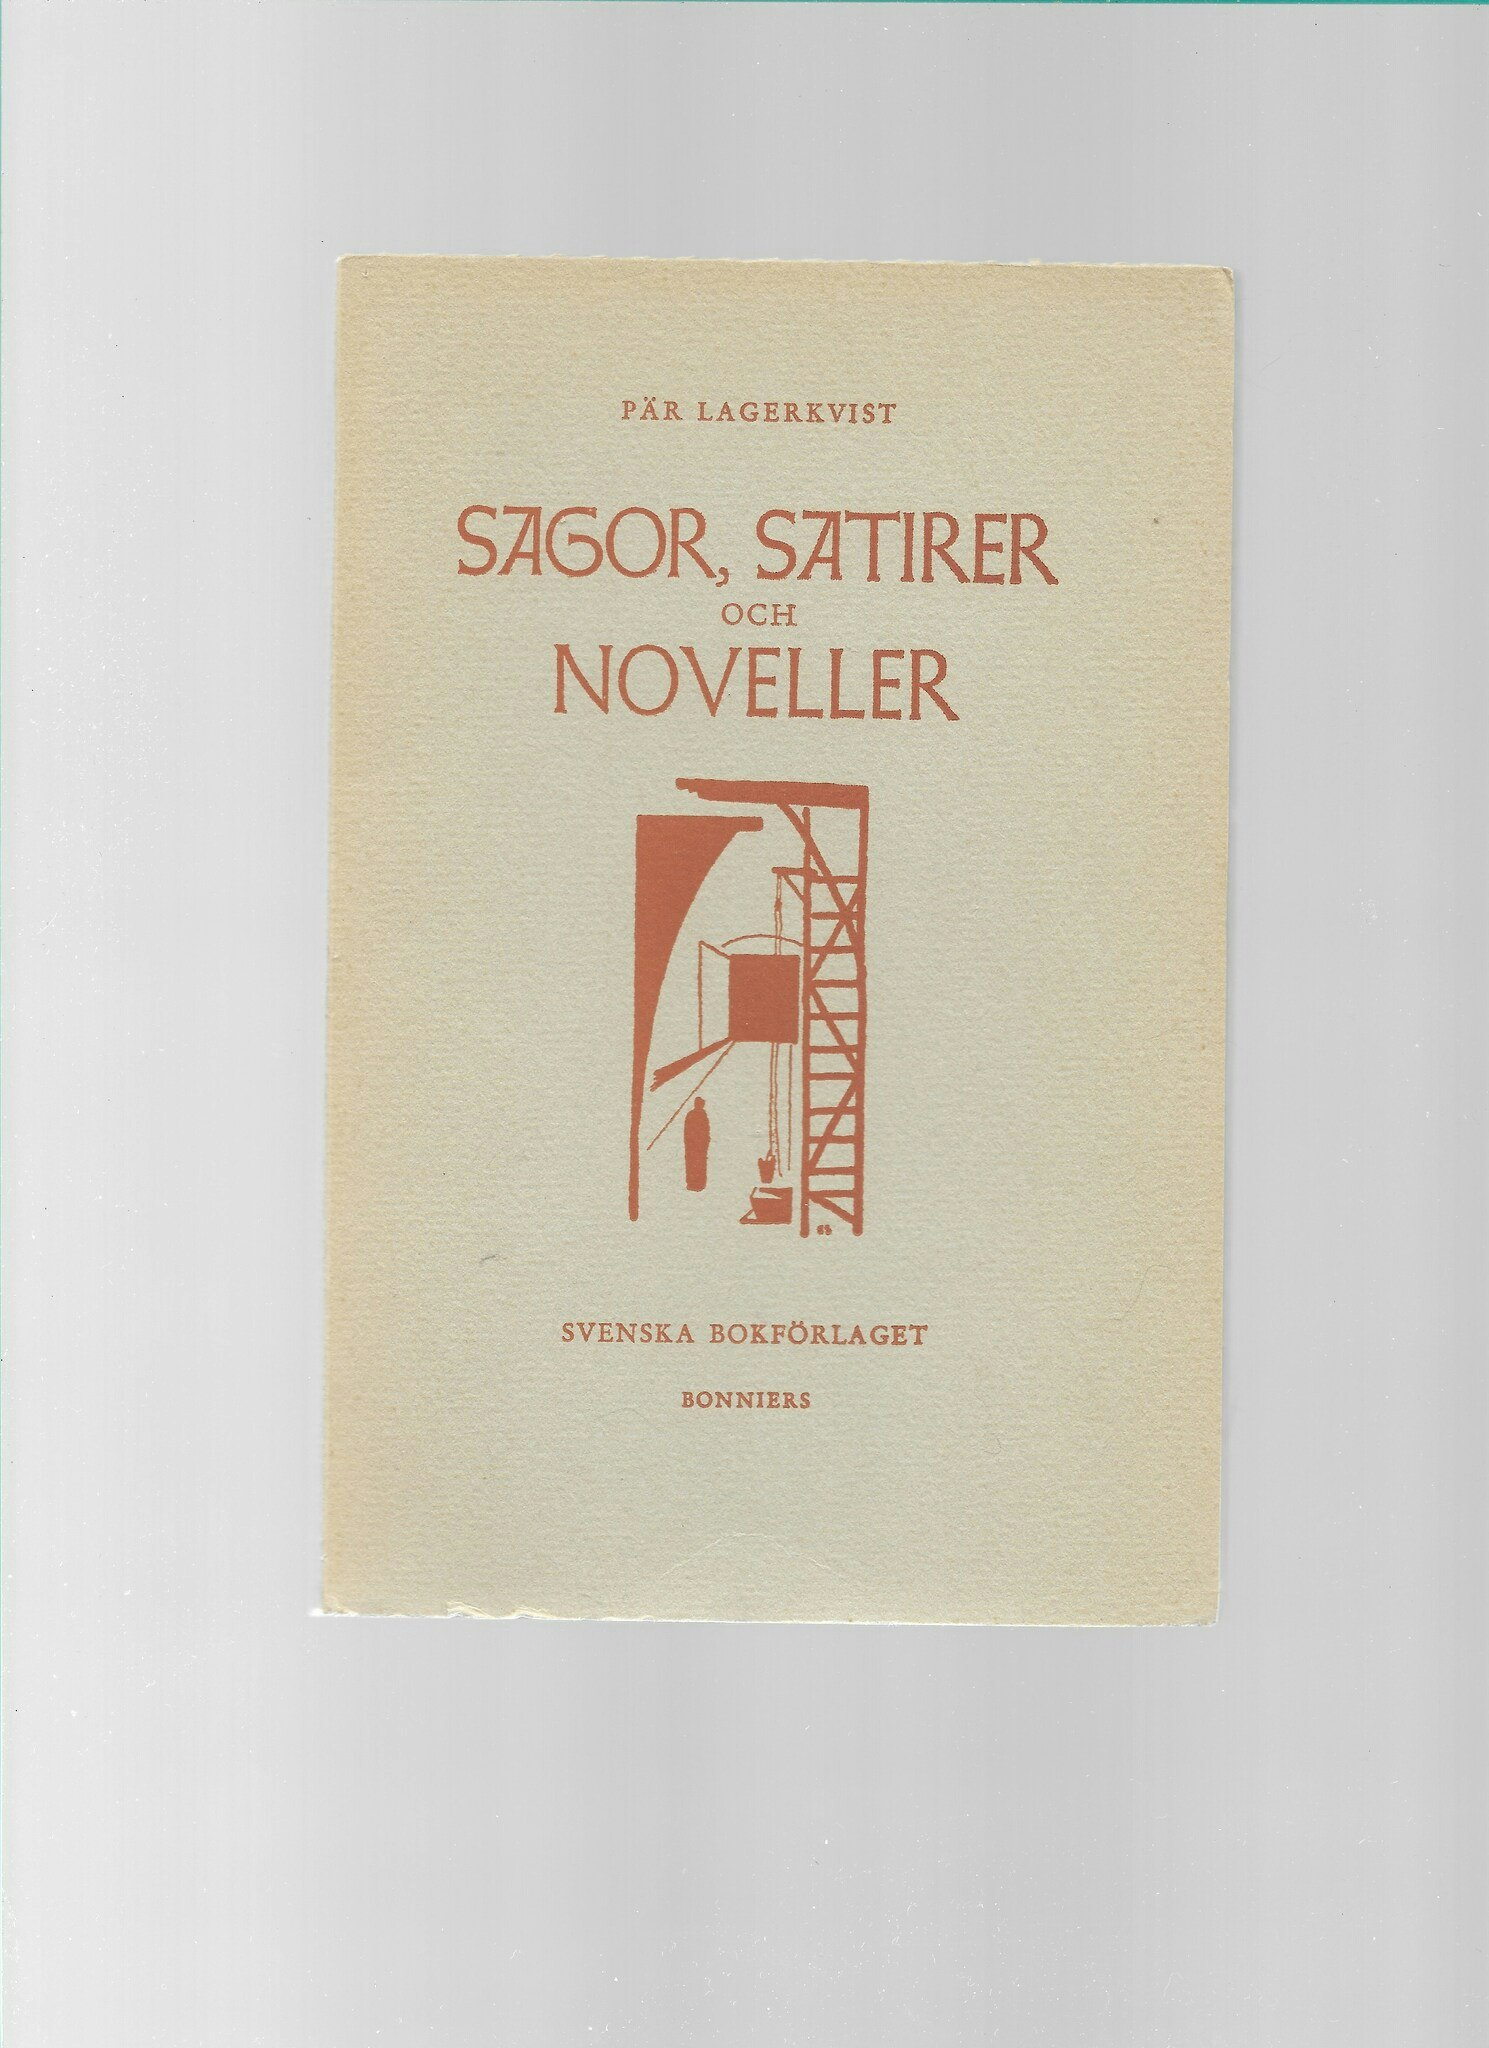 PÄR LAGERKVIST
SAGOR, SATIRER
OCH
NOVELLER
SVENSKA BOKFÖRLAGET
BONNIERS